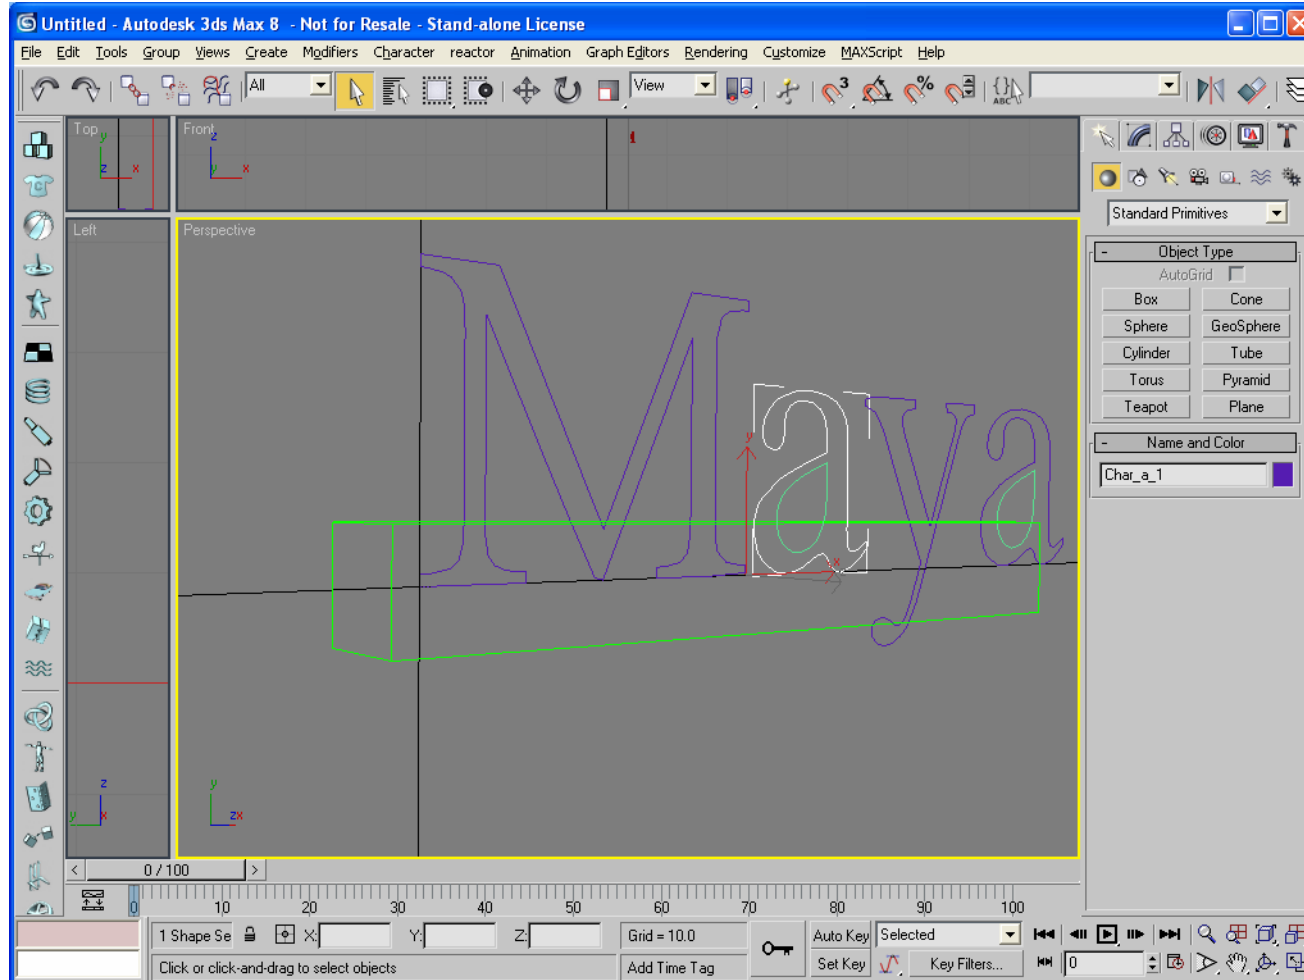 Untitled - Autodesk 3ds Max 8 - Not for Resale - Stand-alone License
File Edit Tools Group Views Create Modifiers Character reactor Animation Graph Editors Rendering Customize MAXScript Help
All View
Top Front
y z
z x y x
Standard Primitives
Left Perspective
- Object Type
AutoGrid
Box Cone
Sphere GeoSphere
Cylinder Tube
Torus Pyramid
Teapot Plane
- Name and Color
Char_a_1
Maya
y
x
z y
y x zx
< 0 / 100 >
0 10 20 30 40 50 60 70 80 90 100
1 Shape Se X: Y: Z: Grid = 10.0 Auto Key Selected
Click or click-and-drag to select objects Add Time Tag Set Key Key Filters... 0